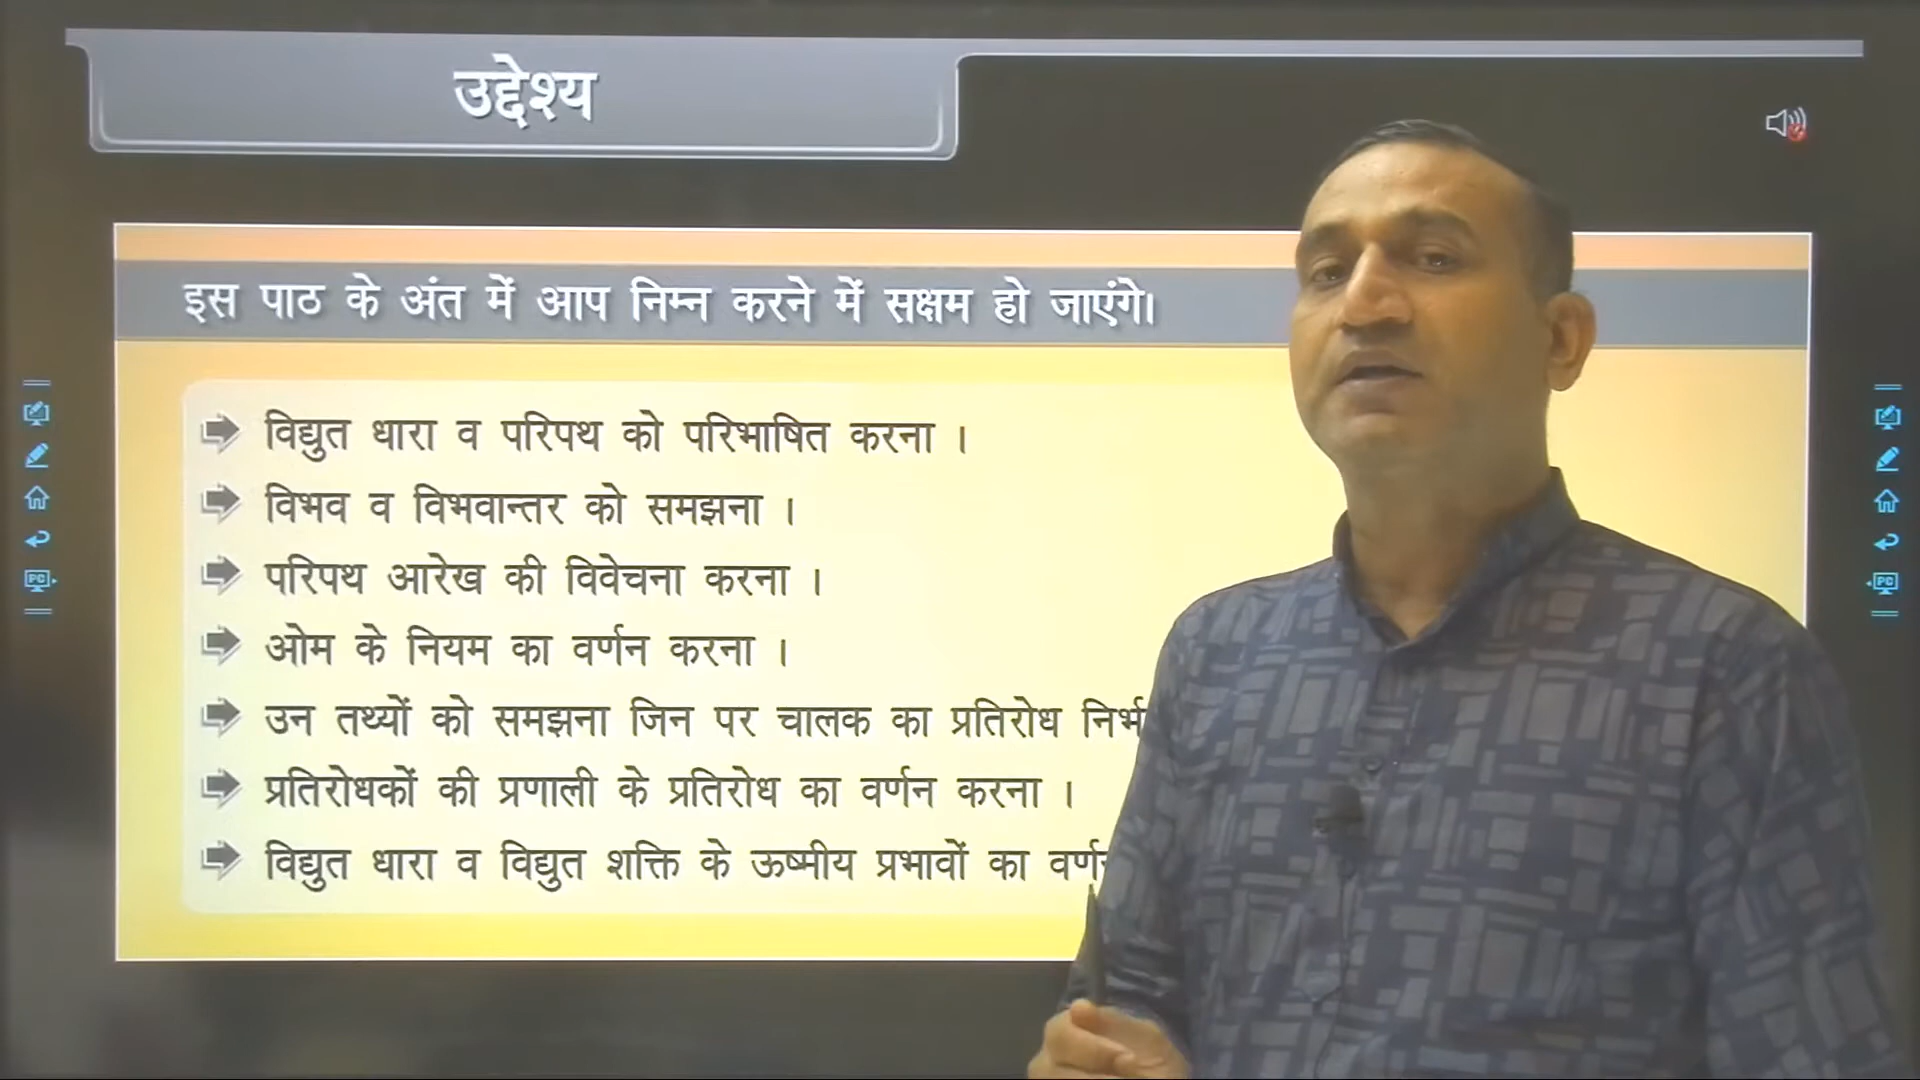 उद्देश्य
इस पाठ के अंत में आप निम्न करने में सक्षम हो जाएंगे।
विद्युत धारा व परिपथ को परिभाषित करना ।
विभव व विभवान्तर को समझना ।
परिपथ आरेख की विवेचना करना ।
ओम के नियम का वर्णन करना ।
उन तथ्यों को समझना जिन पर चालक का प्रतिरोध
प्रतिरोधकों की प्रणाली के प्रतिरोध का वर्णन करना ।
विद्युत धारा व विद्युत शक्ति के ऊष्मीय प्रभावों का
PC
PC